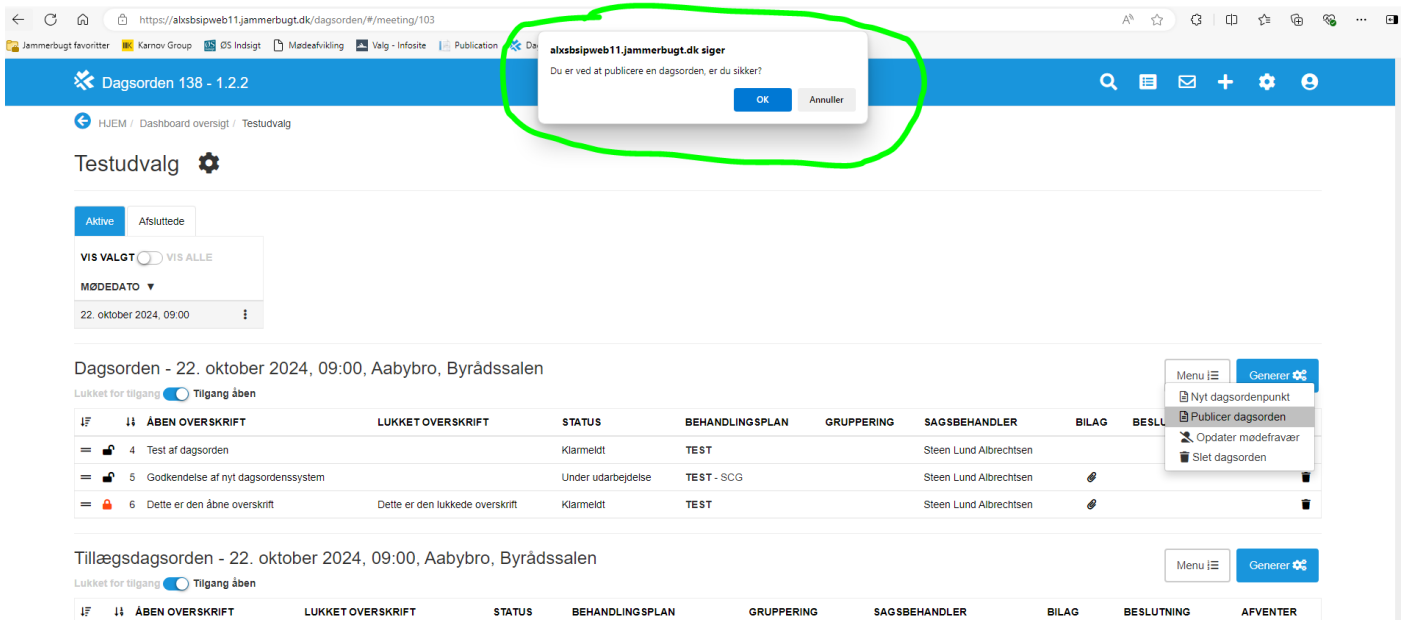 https://alxsbsipweb11.jammerbugt.dk/dagsorden/#/meeting/103
Jammerbugt favoritter Karnov Group ØS Indsigt Mødeafvikling Valg - Infosite Publication Da
alxsbsipweb11.jammerbugt.dk siger
Du er ved at publicere en dagsorden, er du sikker?
OK Annuller
Dagsorden 138 - 1.2.2
HJEM / Dashboard oversigt / Testudvalg
Testudvalg
Aktive Afsluttede
VIS VALGT VIS ALLE
MØDEDATO ▼
22. oktober 2024, 09:00
Dagsorden - 22. oktober 2024, 09:00, Aabybro, Byrådssalen
Menu Generer
Lukket for tilgang Tilgang åben
Nyt dagsordenpunkt
Publicer dagsorden
Opdater mødefravær
Slet dagsorden
ÅBEN OVERSKRIFT LUKKET OVERSKRIFT STATUS BEHANDLINGSPLAN GRUPPERING SAGSBEHANDLER BILAG BESLU
4 Test af dagsorden Klarmeldt TEST Steen Lund Albrechtsen
5 Godkendelse af nyt dagsordenssystem Under udarbejdelse TEST - SCG Steen Lund Albrechtsen
6 Dette er den åbne overskrift Dette er den lukkede overskrift Klarmeldt TEST Steen Lund Albrechtsen
Tillægsdagsorden - 22. oktober 2024, 09:00, Aabybro, Byrådssalen
Menu Generer
Lukket for tilgang Tilgang åben
ÅBEN OVERSKRIFT LUKKET OVERSKRIFT STATUS BEHANDLINGSPLAN GRUPPERING SAGSBEHANDLER BILAG BESLUTNING AFVENTER